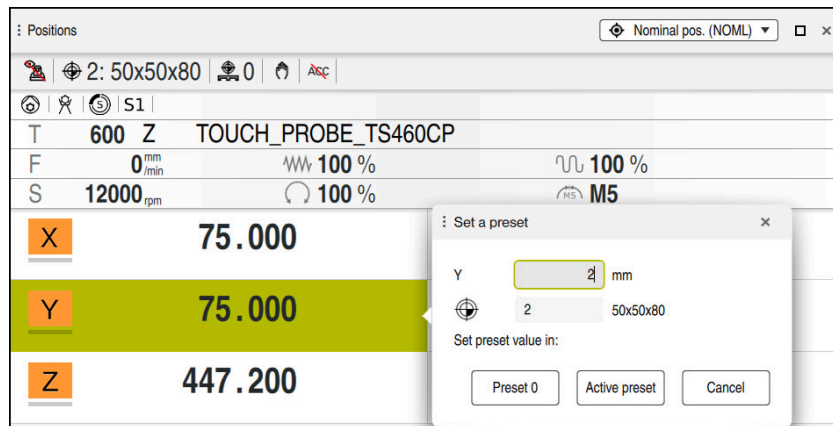 Positions Nominal pos. (NOML)
2: 50x50x80 0 ACC
S S1
T 600 Z TOUCH_PROBE_TS460CP
F 0 mm/min 100 % 100 %
S 12000 rpm 100 % M5 M5
X 75.000
Y 75.000
Z 447.200
Set a preset
Y 2 mm
2 50x50x80
Set preset value in:
Preset 0 Active preset Cancel